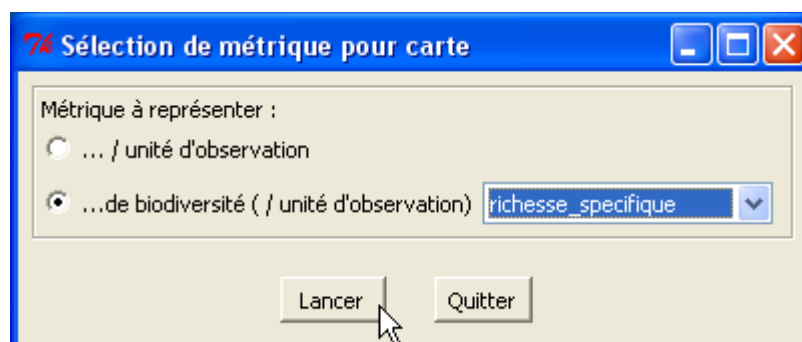 Sélection de métrique pour carte
Métrique à représenter :
... / unité d'observation
...de biodiversité ( / unité d'observation) richesse_specifique
Lancer Quitter